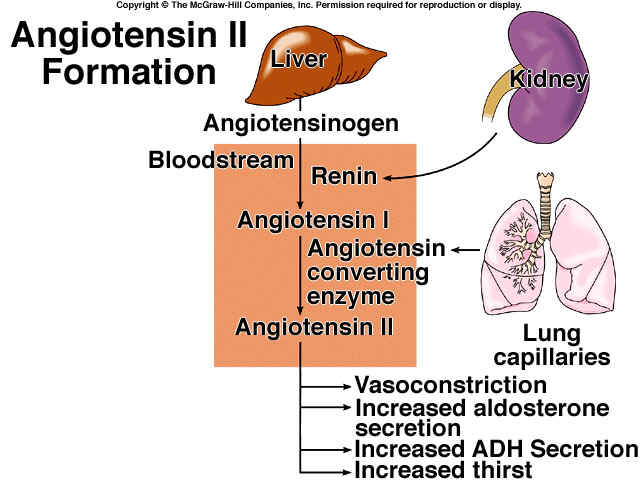 Copyright © The McGraw-Hill Companies, Inc. Permission required for reproduction or display.
Angiotensin II
Formation
Liver
Kidney
Angiotensinogen
Bloodstream
Renin
Angiotensin I
Angiotensin
converting
enzyme
Angiotensin II
Lung
capillaries
Vasoconstriction
Increased aldosterone
secretion
Increased ADH Secretion
Increased thirst